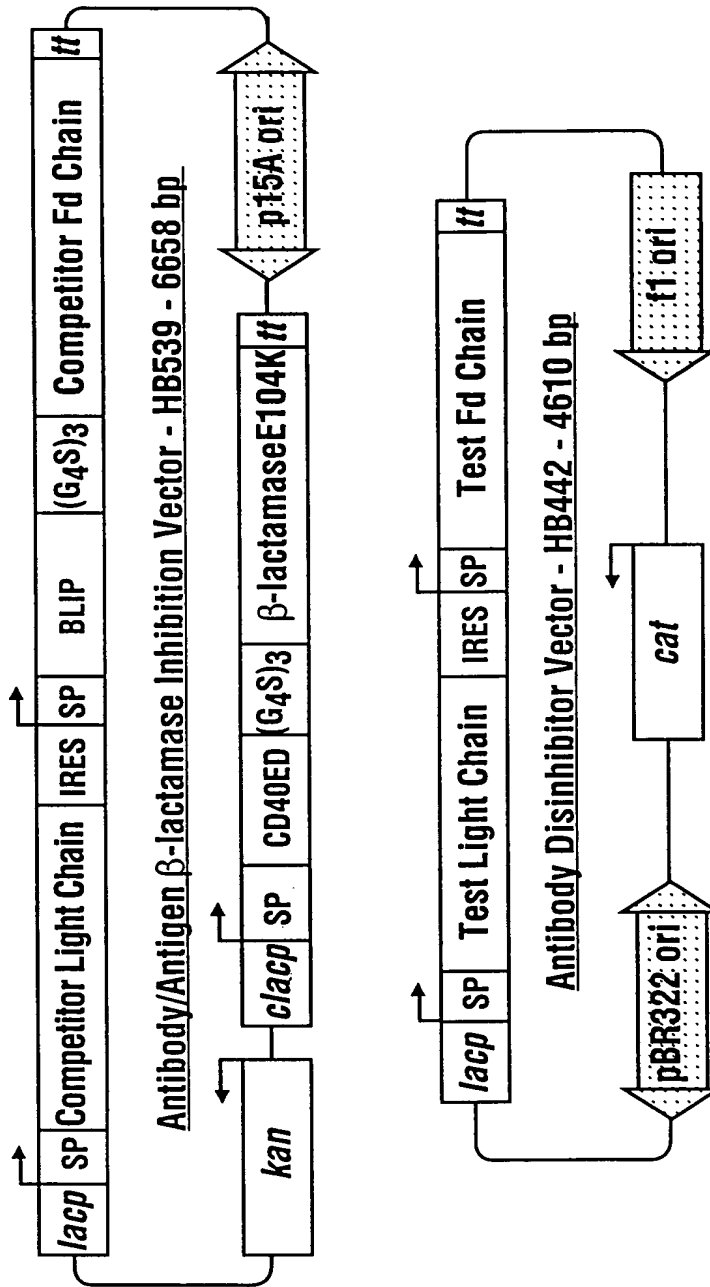 lacp SP Competitor Light Chain IRES SP BLIP (G4S)3 Competitor Fd Chain tt
Antibody/Antigen β-lactamase Inhibition Vector - HB539 - 6658 bp
kan clacp SP CD40ED (G4S)3 β-lactamaseE104K tt p15A ori
lacp SP Test Light Chain IRES SP Test Fd Chain tt
Antibody Disinhibitor Vector - HB442 - 4610 bp
pBR322 ori cat f1 ori